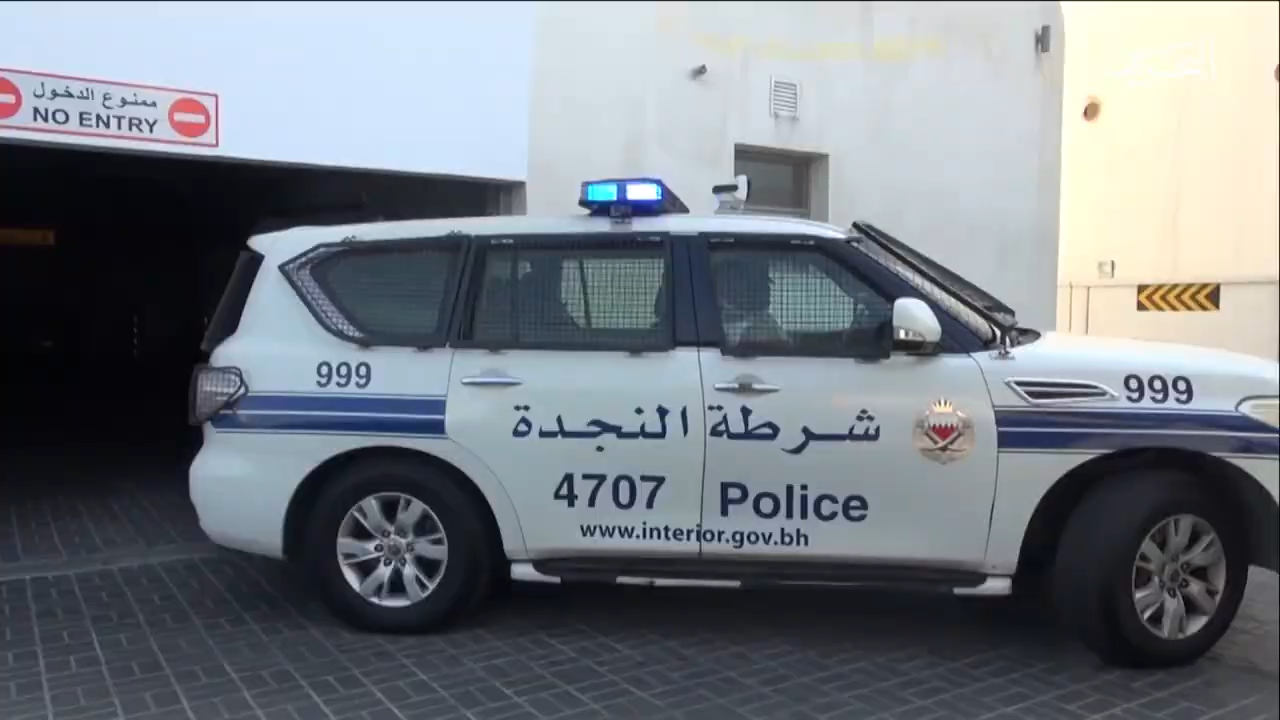 ممنوع الدخول
NO ENTRY
999
999
شرطة النجدة
4707 Police
www.interior.gov.bh